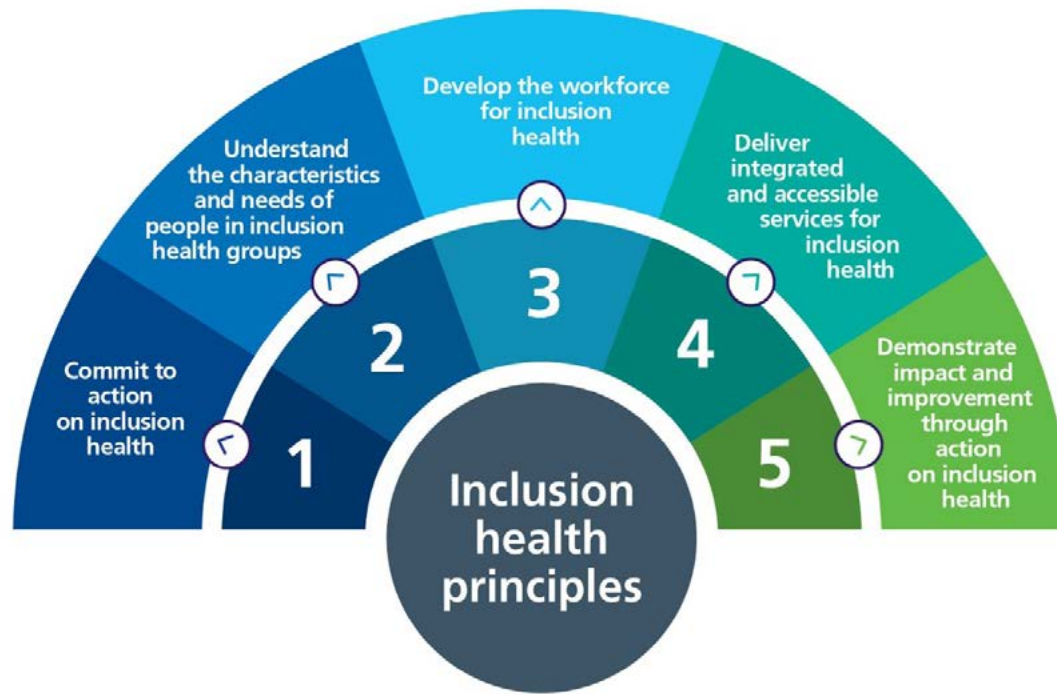 Commit to
action
on inclusion
health
1
Understand
the characteristics
and needs of
people in inclusion
health groups
2
Develop the workforce
for inclusion
health
3
Deliver
integrated
and accessible
services for
inclusion
health
4
Demonstrate
impact and
improvement
through
action
on inclusion
health
5
Inclusion
health
principles